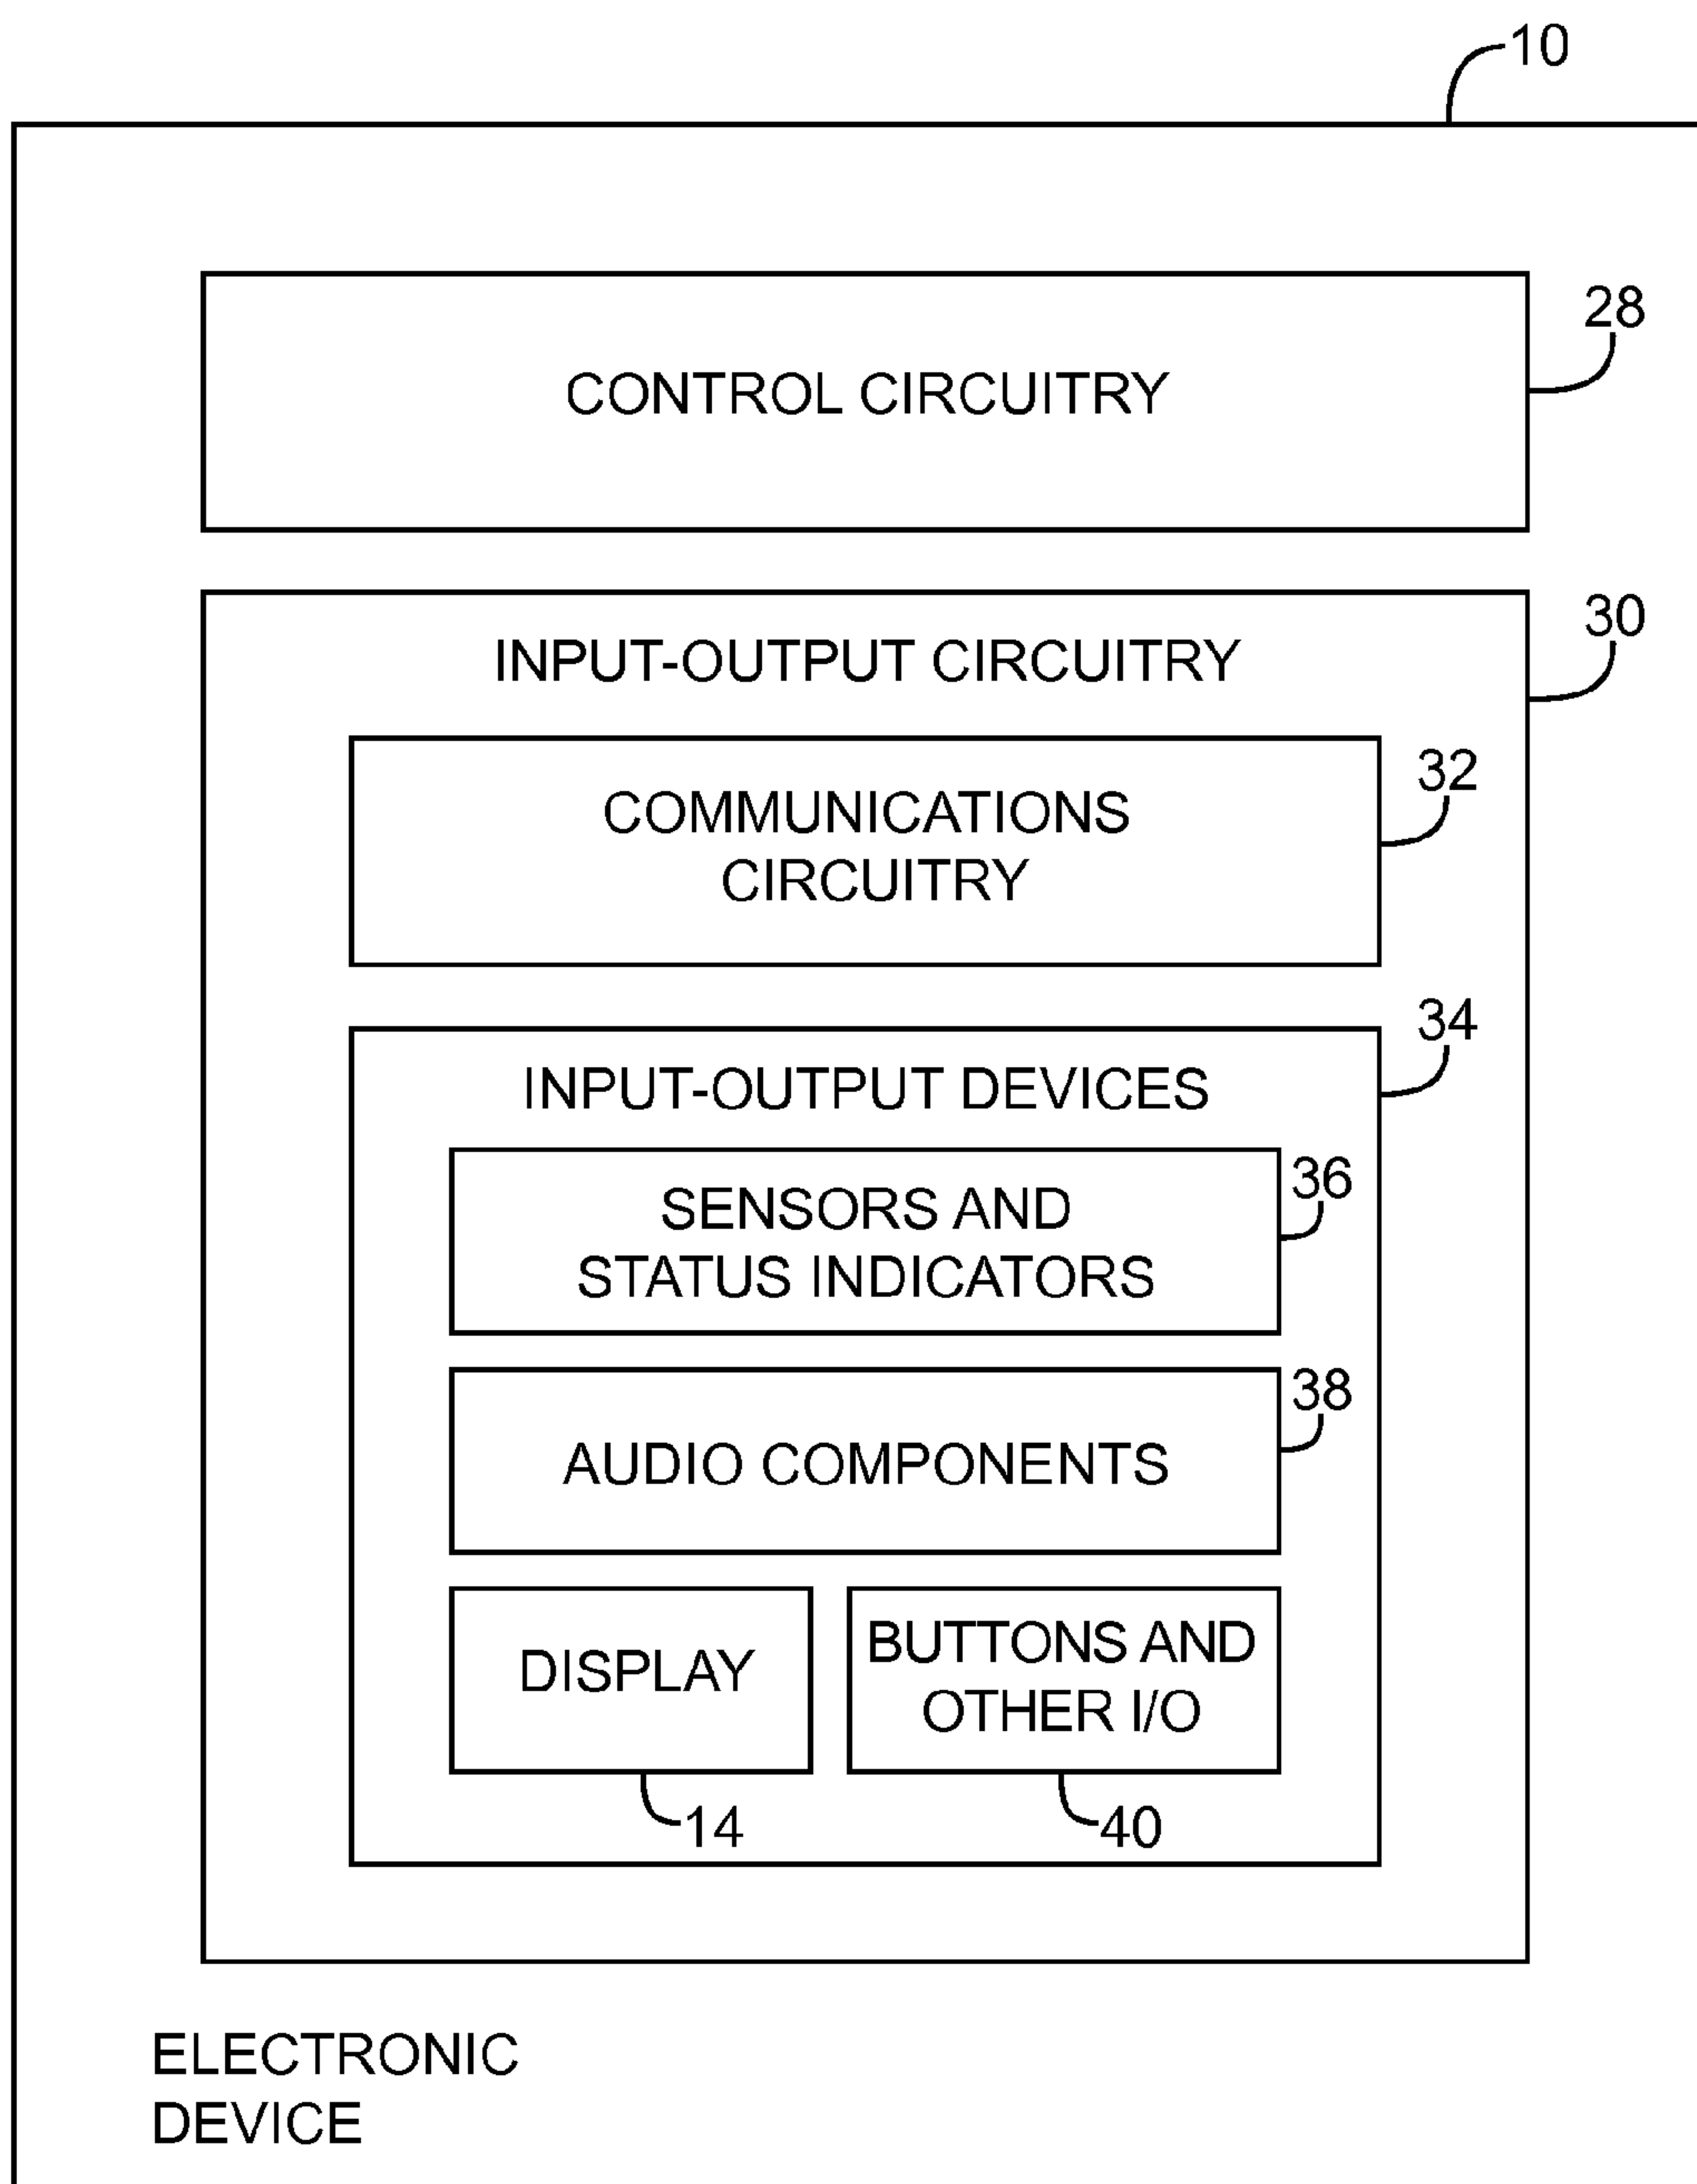 10
CONTROL CIRCUITRY
28
INPUT-OUTPUT CIRCUITRY
30
COMMUNICATIONS
CIRCUITRY
32
INPUT-OUTPUT DEVICES
34
SENSORS AND
STATUS INDICATORS
36
AUDIO COMPONENTS
38
DISPLAY
14
BUTTONS AND
OTHER I/O
40
ELECTRONIC
DEVICE